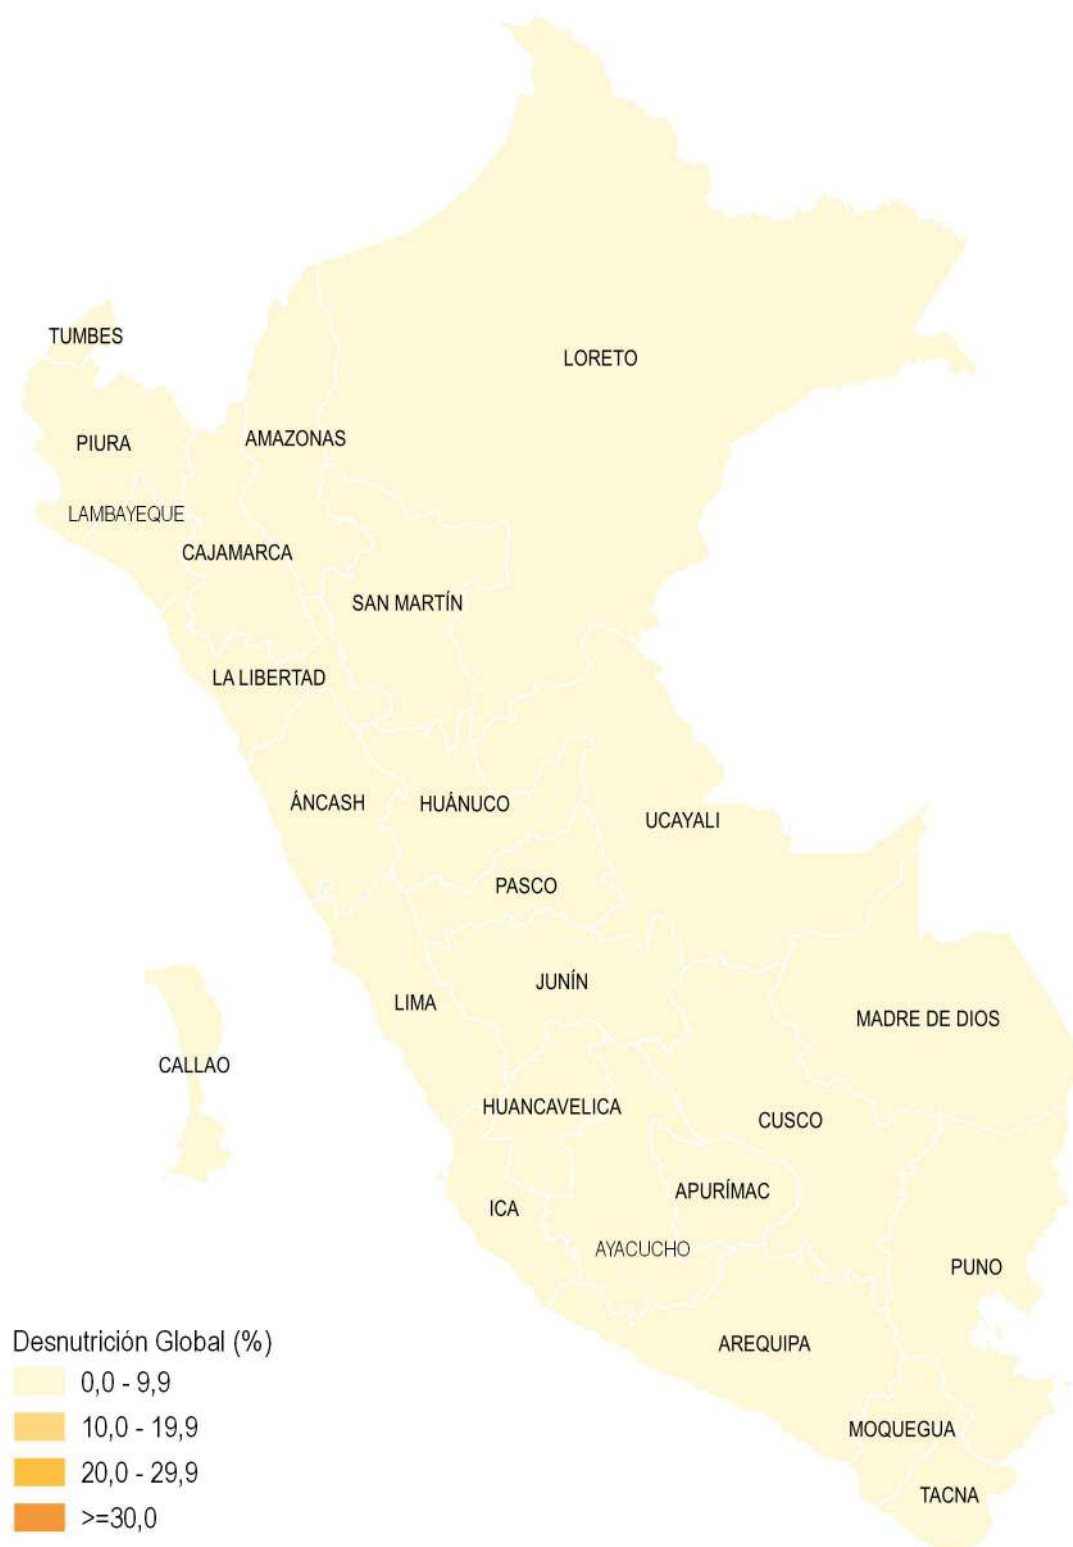 TUMBES
LORETO
PIURA
AMAZONAS
LAMBAYEQUE
CAJAMARCA
SAN MARTÍN
LA LIBERTAD
ÁNCASH
HUÁNUCO
UCAYALI
PASCO
JUNÍN
LIMA
MADRE DE DIOS
CALLAO
HUANCAVELICA
CUSCO
APURÍMAC
ICA
AYACUCHO
PUNO
AREQUIPA
MOQUEGUA
TACNA
Desnutrición Global (%)
0,0 - 9,9
10,0 - 19,9
20,0 - 29,9
>=30,0